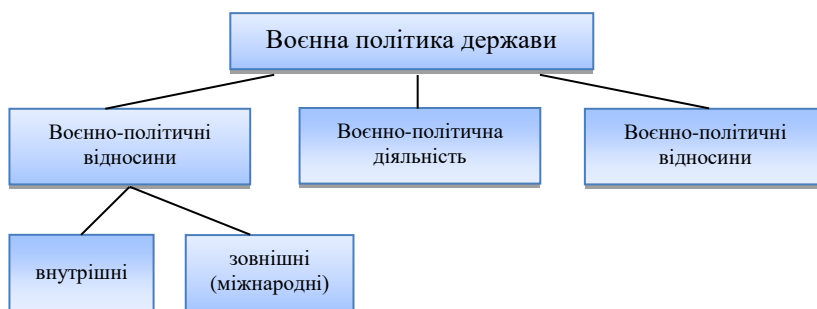 Воєнна політика держави
Воєнно-політичні
відносини
Воєнно-політична
діяльність
Воєнно-політичні
відносини
внутрішні
зовнішні
(міжнародні)